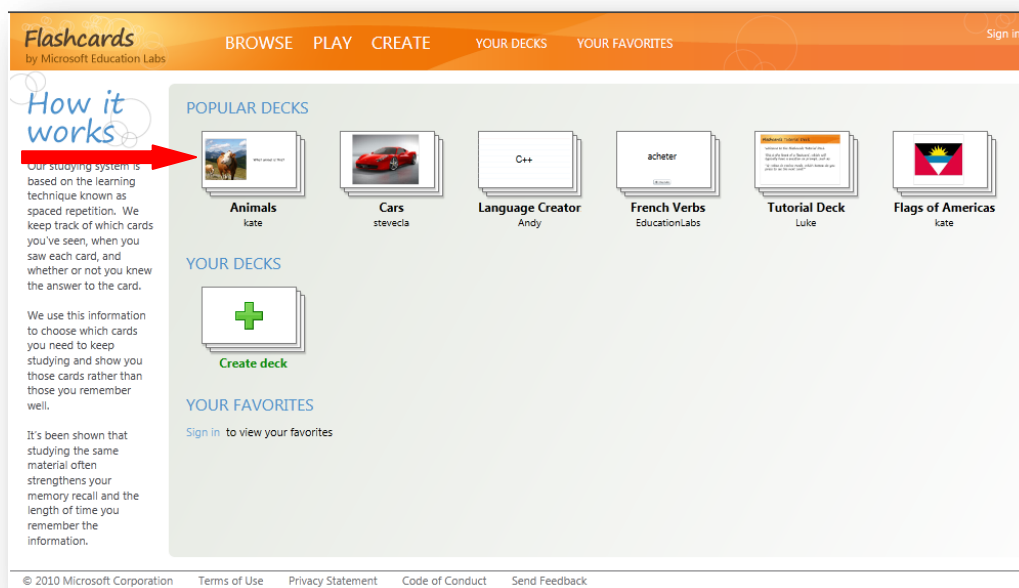 Flashcards
by Microsoft Education Labs
BROWSE PLAY CREATE YOUR DECKS YOUR FAVORITES
Sign in
How it
works
Our studying system is
based on the learning
technique known as
spaced repetition. We
keep track of which cards
you've seen, when you
saw each card, and
whether or not you knew
the answer to the card.
We use this information
to choose which cards
you need to keep
studying and show you
those cards rather than
those you remember
well.
It's been shown that
studying the same
material often
strengthens your
memory recall and the
length of time you
remember the
information.
POPULAR DECKS
What animal is this?
C++
acheter
Flashcards Tutorial Deck
Animals
kate
Cars
stevecla
Language Creator
Andy
French Verbs
EducationLabs
Tutorial Deck
Luke
Flags of Americas
kate
YOUR DECKS
Create deck
YOUR FAVORITES
Sign in to view your favorites
© 2010 Microsoft Corporation Terms of Use Privacy Statement Code of Conduct Send Feedback